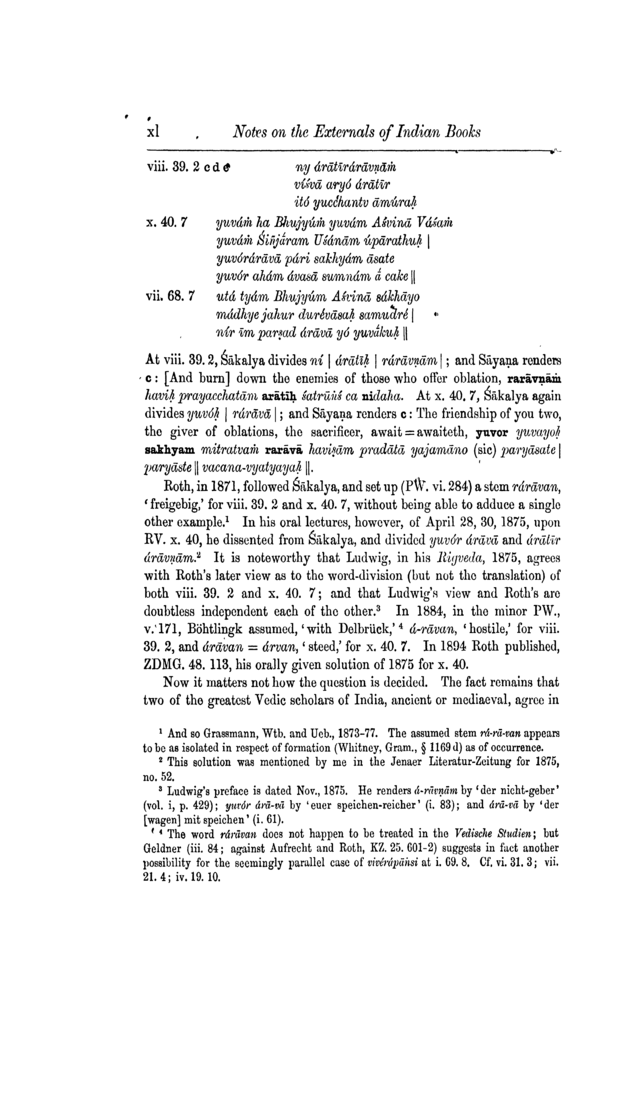 xl Notes on the Externals of Indian Books
viii. 39. 2 c d e ny árātīrárāvṇāṁ
víśvā aryó árātīr
itó yucchantv āmúraḥ
x. 40. 7 yuváṁ ha Bhujyúṁ yuvám Aśvinā Váśaṁ
yuváṁ Śiñjā́ram Uśánām úpārathuḥ |
yuvórárāvā pári sakhyám āsate
yuvór ahám ávasā sumnám ā́ cake ||
vii. 68. 7 utá tyám Bhujyúm Aśvinā sákhāyo
mádhye jahur durévāsaḥ samudré |
nír īm parṣad árāvā yó yuvā́kuḥ ||
At viii. 39. 2, Śākalya divides ní | árātīḥ | rárāvṇām | ; and Sāyaṇa renders
c : [And burn] down the enemies of those who offer oblation, rarāvṇāṁ
haviḥ prayacchatām arātīḥ śatrūṅś ca nidaha. At x. 40. 7, Śākalya again
divides yuvóḥ | rárāvā | ; and Sāyaṇa renders c : The friendship of you two,
the giver of oblations, the sacrificer, await = awaiteth, yuvor yuvayoḥ
sakhyam mitratvaṁ rarāvā haviṣām pradātā yajamāno (sic) paryāsate |
paryāste || vacana-vyatyayaḥ ||.
Roth, in 1871, followed Śākalya, and set up (PW. vi. 284) a stem rárāvan,
‘freigebig,’ for viii. 39. 2 and x. 40. 7, without being able to adduce a single
other example.¹ In his oral lectures, however, of April 28, 30, 1875, upon
RV. x. 40, he dissented from Śākalya, and divided yuvór árāvā and árātīr
árāvṇām.² It is noteworthy that Ludwig, in his Rigveda, 1875, agrees
with Roth's later view as to the word-division (but not the translation) of
both viii. 39. 2 and x. 40. 7 ; and that Ludwig's view and Roth's are
doubtless independent each of the other.³ In 1884, in the minor PW.,
v. 171, Böhtlingk assumed, ‘with Delbrück,’⁴ á-rāvan, ‘hostile,’ for viii.
39. 2, and árāvan = árvan, ‘steed,’ for x. 40. 7. In 1894 Roth published,
ZDMG. 48. 113, his orally given solution of 1875 for x. 40.
Now it matters not how the question is decided. The fact remains that
two of the greatest Vedic scholars of India, ancient or mediaeval, agree in
¹ And so Grassmann, Wtb. and Ueb., 1873-77. The assumed stem rá-rā-van appears
to be as isolated in respect of formation (Whitney, Gram., § 1169 d) as of occurrence.
² This solution was mentioned by me in the Jenaer Literatur-Zeitung for 1875,
no. 52.
³ Ludwig's preface is dated Nov., 1875. He renders á-rāvṇām by ‘der nicht-geber’
(vol. i, p. 429) ; yuvór árā-vā by ‘euer speichen-reicher’ (i. 83) ; and árā-vā by ‘der
[wagen] mit speichen’ (i. 61).
⁴ The word rárāvan does not happen to be treated in the Vedische Studien ; but
Geldner (iii. 84 ; against Aufrecht and Roth, KZ. 25. 601-2) suggests in fact another
possibility for the seemingly parallel case of vivérápāṅsi at i. 69. 8. Cf. vi. 31. 3 ; vii.
21. 4 ; iv. 19. 10.